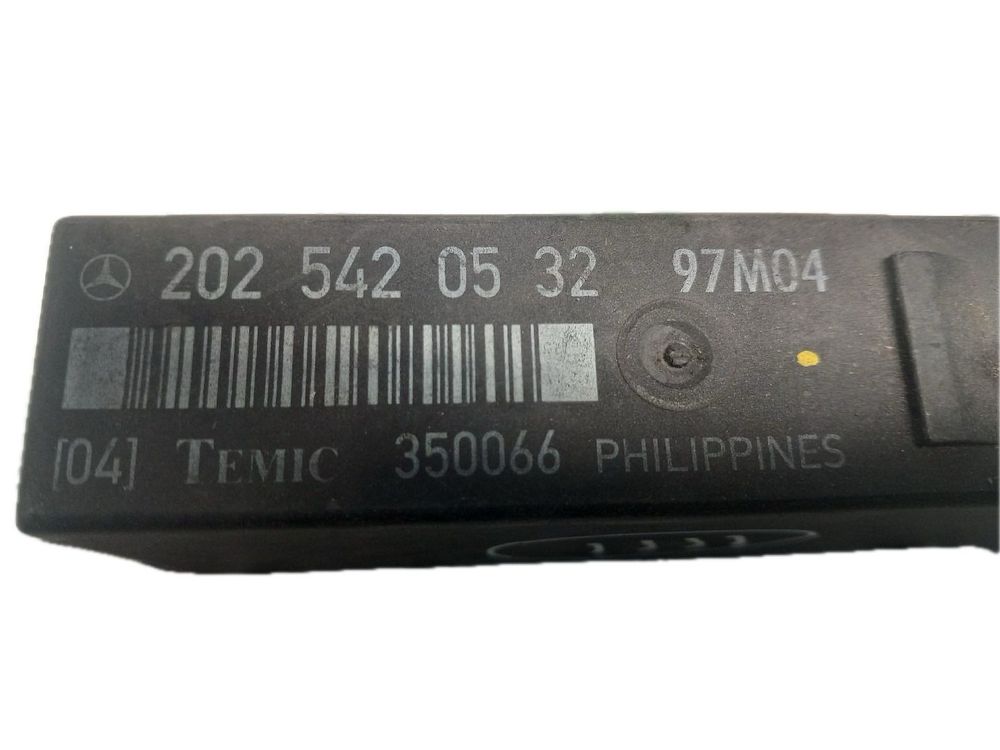 202 542 05 32 97M04
[04] TEMIC 350066 PHILIPPINES